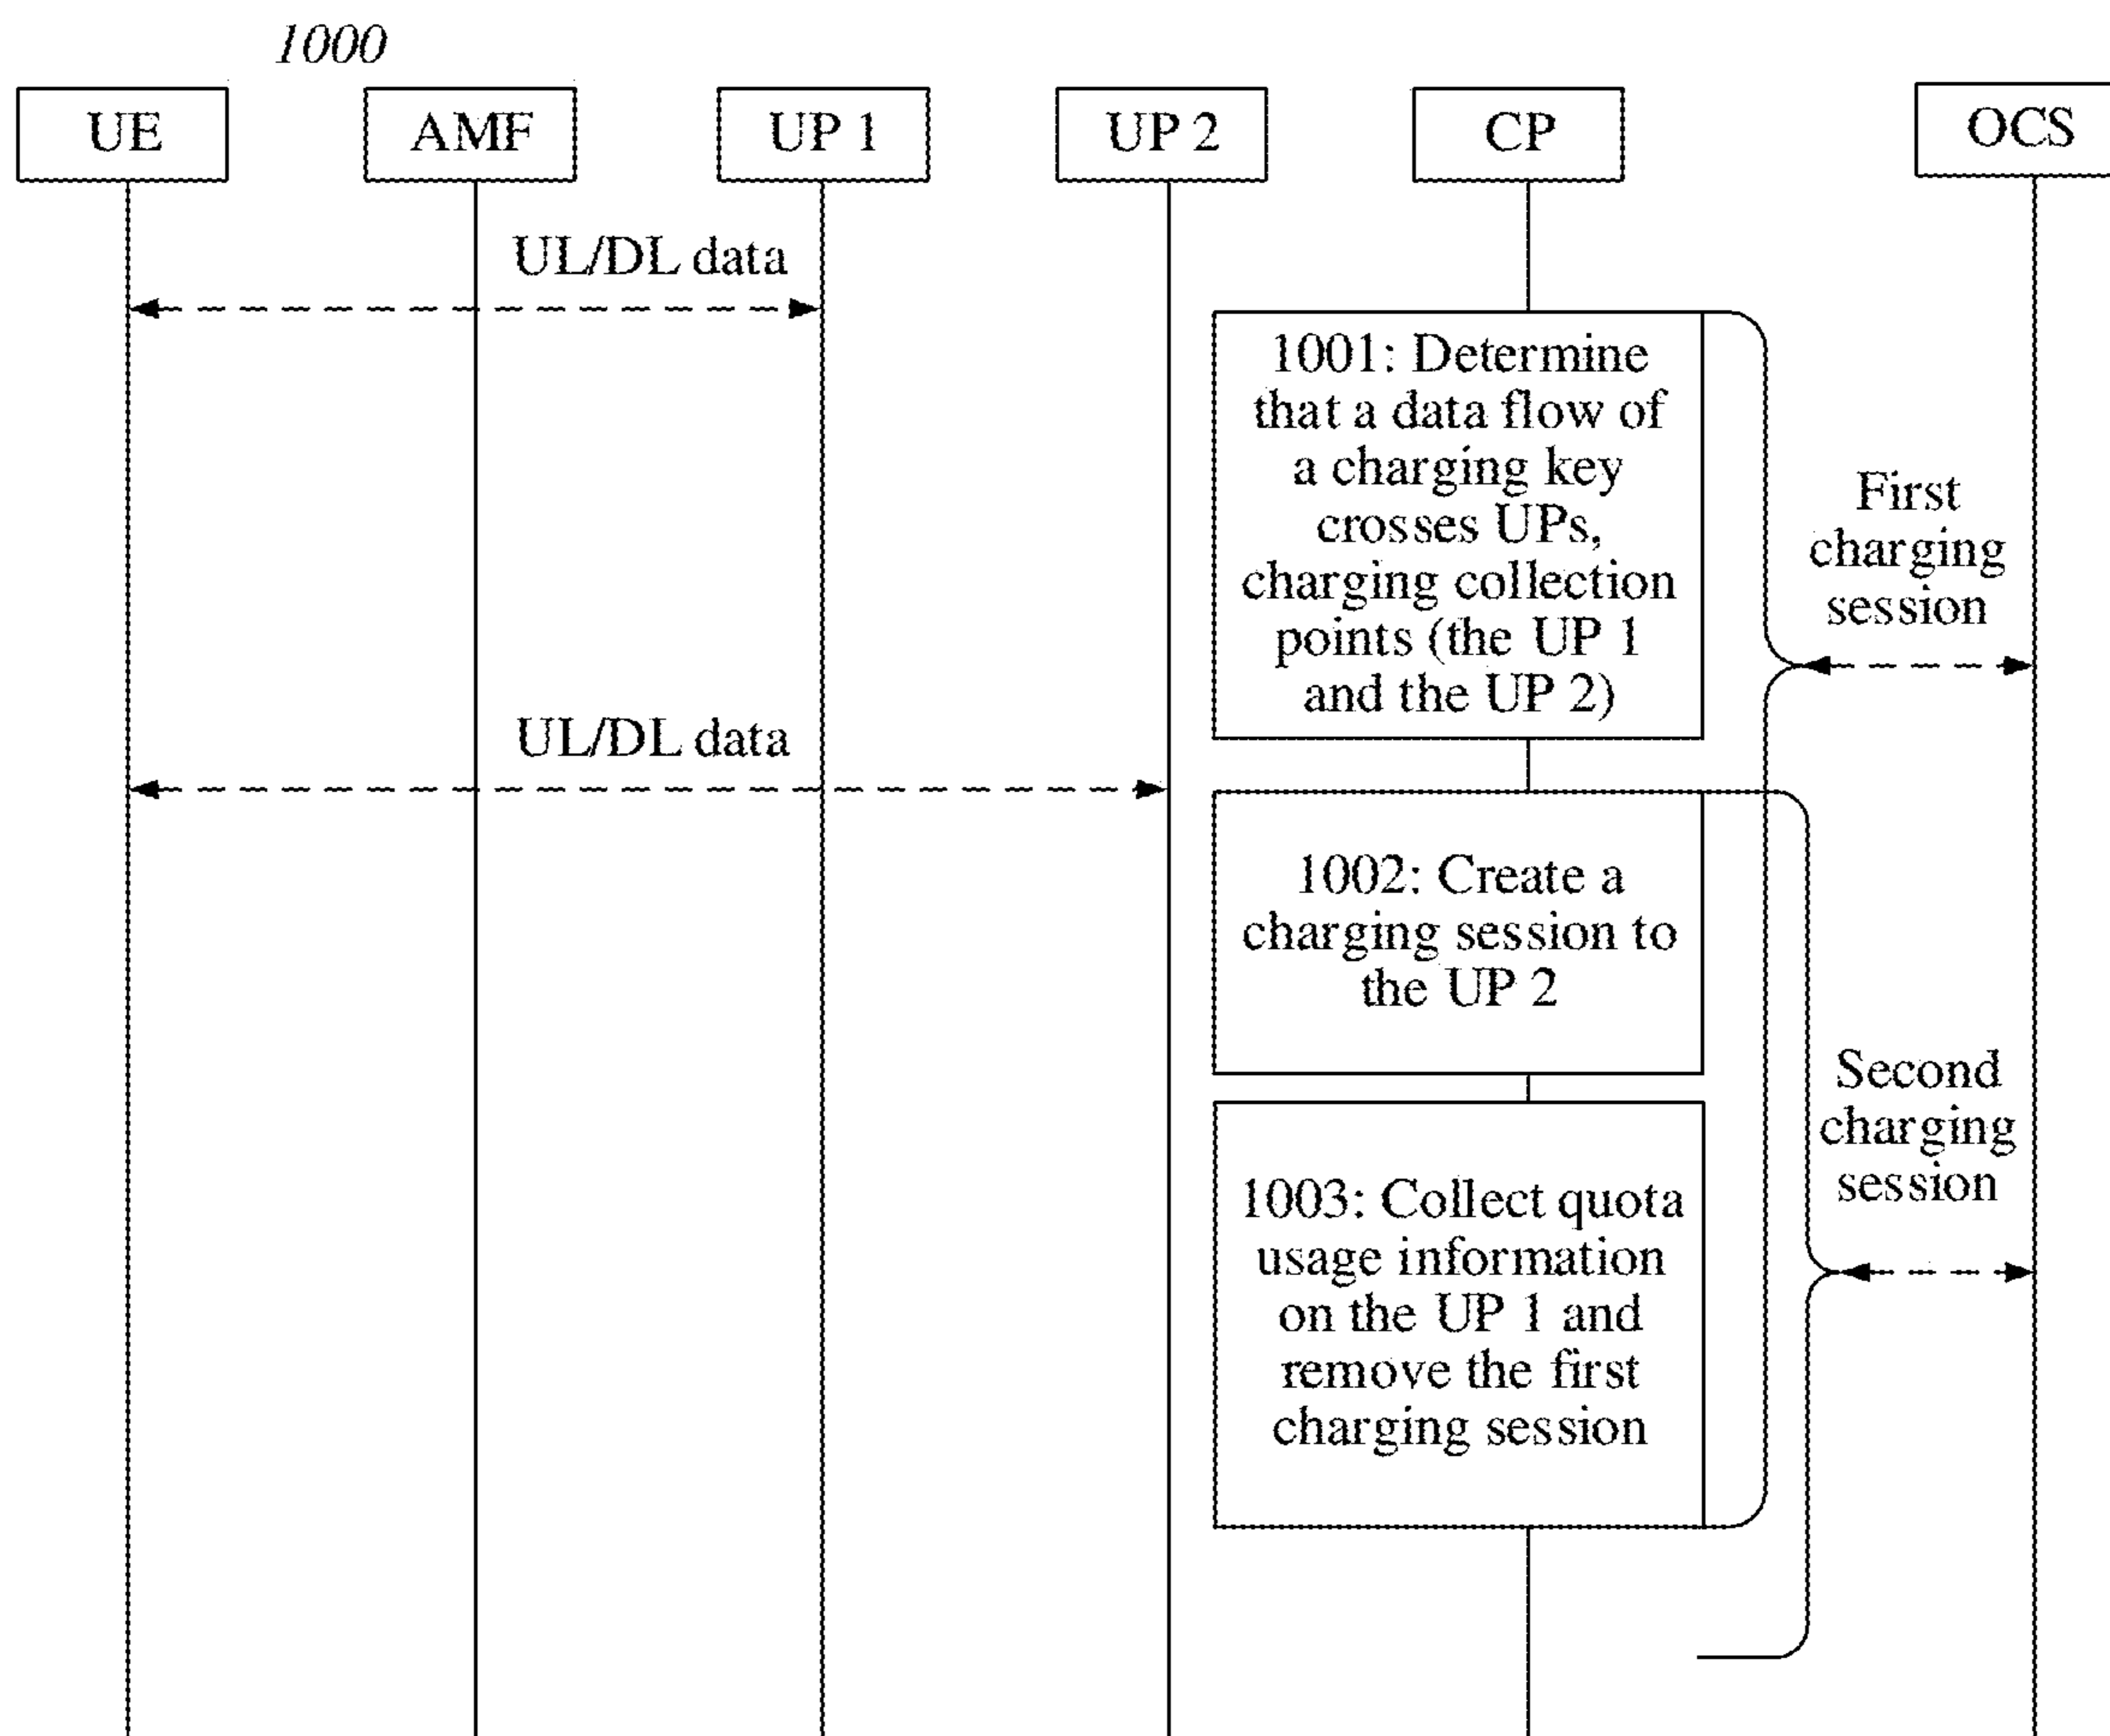 1000
UE
AMF
UP 1
UP 2
CP
OCS
UL/DL data
1001: Determine
that a data flow of
a charging key
crosses UPs,
charging collection
points (the UP 1
and the UP 2)
First
charging
session
UL/DL data
1002: Create a
charging session to
the UP 2
Second
charging
session
1003: Collect quota
usage information
on the UP 1 and
remove the first
charging session